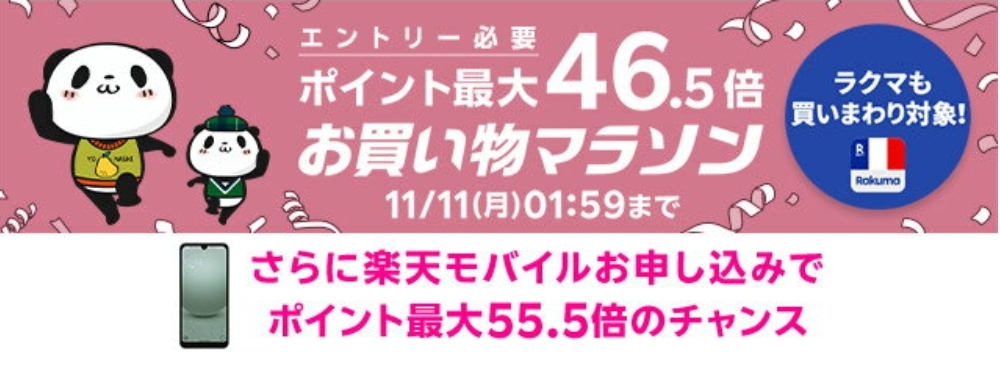 エントリー必要
ポイント最大46.5倍
お買い物マラソン
11/11(月)01:59まで
ラクマも
買いまわり対象!
R
Rakuma
さらに楽天モバイルお申し込みで
ポイント最大55.5倍のチャンス